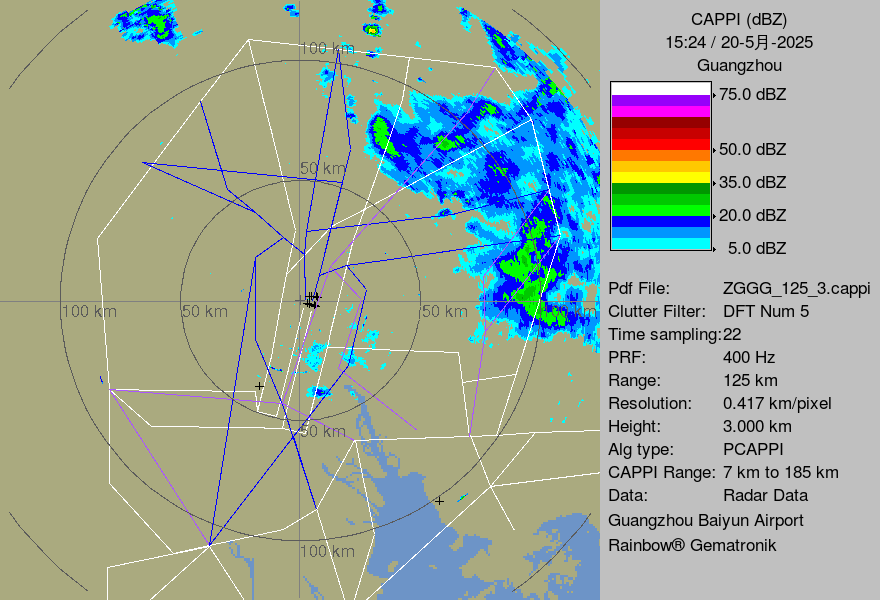 CAPPI (dBZ)
15:24 / 20-5月-2025
Guangzhou
75.0 dBZ
50.0 dBZ
35.0 dBZ
20.0 dBZ
5.0 dBZ
Pdf File: ZGGG_125_3.cappi
Clutter Filter: DFT Num 5
Time sampling:22
PRF: 400 Hz
Range: 125 km
Resolution: 0.417 km/pixel
Height: 3.000 km
Alg type: PCAPPI
CAPPI Range: 7 km to 185 km
Data: Radar Data
Guangzhou Baiyun Airport
Rainbow® Gematronik
100 km
50 km
100 km
50 km
50 km
50 km
100 km